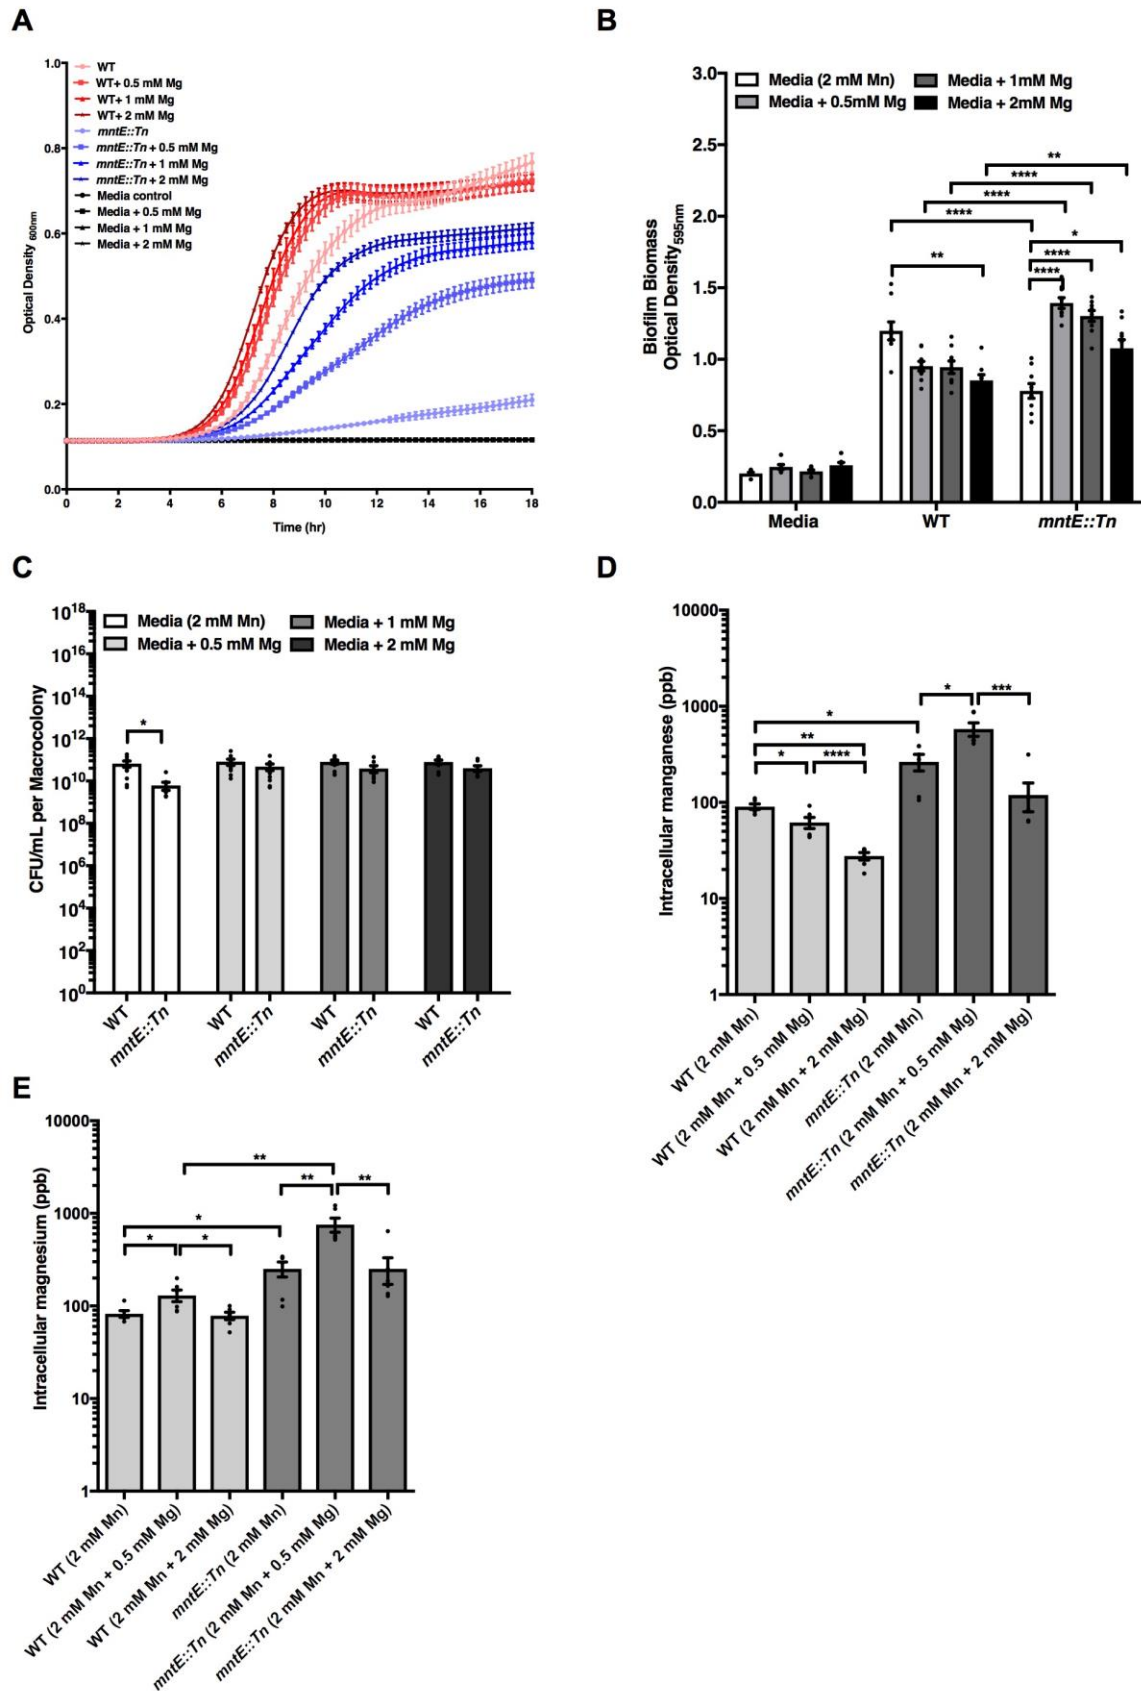 A
1.0
0.8
0.6
0.4
0.2
0.0
Optical Density 600nm
WT
WT+ 0.5 mM Mg
WT+ 1 mM Mg
WT+ 2 mM Mg
mntE::Tn
mntE::Tn + 0.5 mM Mg
mntE::Tn + 1 mM Mg
mntE::Tn + 2 mM Mg
Media control
Media + 0.5 mM Mg
Media + 1 mM Mg
Media + 2 mM Mg
0 2 4 6 8 10 12 14 16 18
Time (hr)
B
3.0
2.5
2.0
1.5
1.0
0.5
0.0
Biofilm Biomass
Optical Density595nm
Media (2 mM Mn)
Media + 0.5mM Mg
Media + 1mM Mg
Media + 2mM Mg
**
****
****
****
**
*
****
****
Media WT mntE::Tn
C
10^18
10^16
10^14
10^12
10^10
10^8
10^6
10^4
10^2
10^0
CFU/mL per Macrocolony
Media (2 mM Mn)
Media + 0.5 mM Mg
Media + 1 mM Mg
Media + 2 mM Mg
*
WT
mntE::Tn
WT
mntE::Tn
WT
mntE::Tn
WT
mntE::Tn
D
10000
1000
100
10
1
Intracellular manganese (ppb)
*
**
* ****
* ***
WT (2 mM Mn)
WT (2 mM Mn + 0.5 mM Mg)
WT (2 mM Mn + 2 mM Mg)
mntE::Tn (2 mM Mn)
mntE::Tn (2 mM Mn + 0.5 mM Mg)
mntE::Tn (2 mM Mn + 2 mM Mg)
E
10000
1000
100
10
1
Intracellular magnesium (ppb)
**
** **
*
* *
WT (2 mM Mn)
WT (2 mM Mn + 0.5 mM Mg)
WT (2 mM Mn + 2 mM Mg)
mntE::Tn (2 mM Mn)
mntE::Tn (2 mM Mn + 0.5 mM Mg)
mntE::Tn (2 mM Mn + 2 mM Mg)